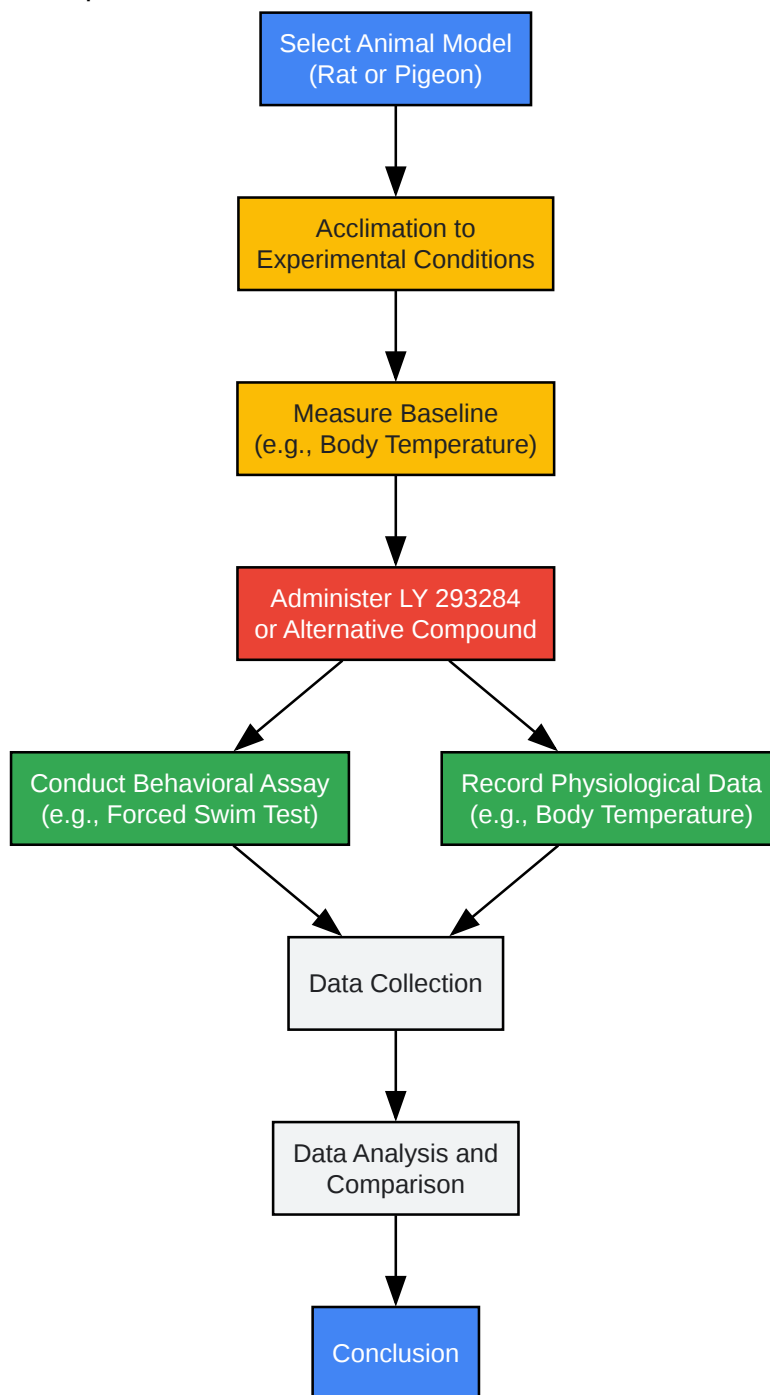 Select Animal Model
(Rat or Pigeon)
Acclimation to
Experimental Conditions
Measure Baseline
(e.g., Body Temperature)
Administer LY 293284
or Alternative Compound
Conduct Behavioral Assay
(e.g., Forced Swim Test)
Record Physiological Data
(e.g., Body Temperature)
Data Collection
Data Analysis and
Comparison
Conclusion